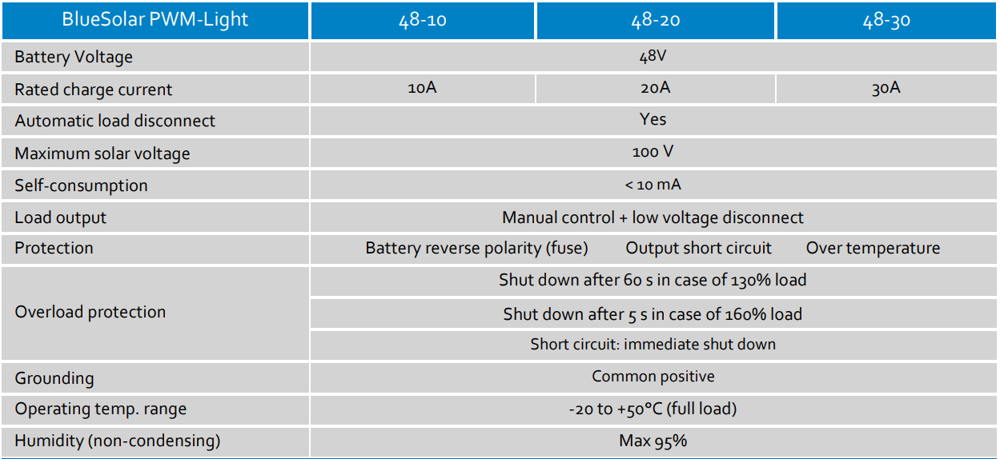 BlueSolar PWM-Light 48-10 48-20 48-30
Battery Voltage 48V
Rated charge current 10A 20A 30A
Automatic load disconnect Yes
Maximum solar voltage 100 V
Self-consumption < 10 mA
Load output Manual control + low voltage disconnect
Protection Battery reverse polarity (fuse) Output short circuit Over temperature
Overload protection
Shut down after 60 s in case of 130% load
Shut down after 5 s in case of 160% load
Short circuit: immediate shut down
Grounding Common positive
Operating temp. range -20 to +50°C (full load)
Humidity (non-condensing) Max 95%